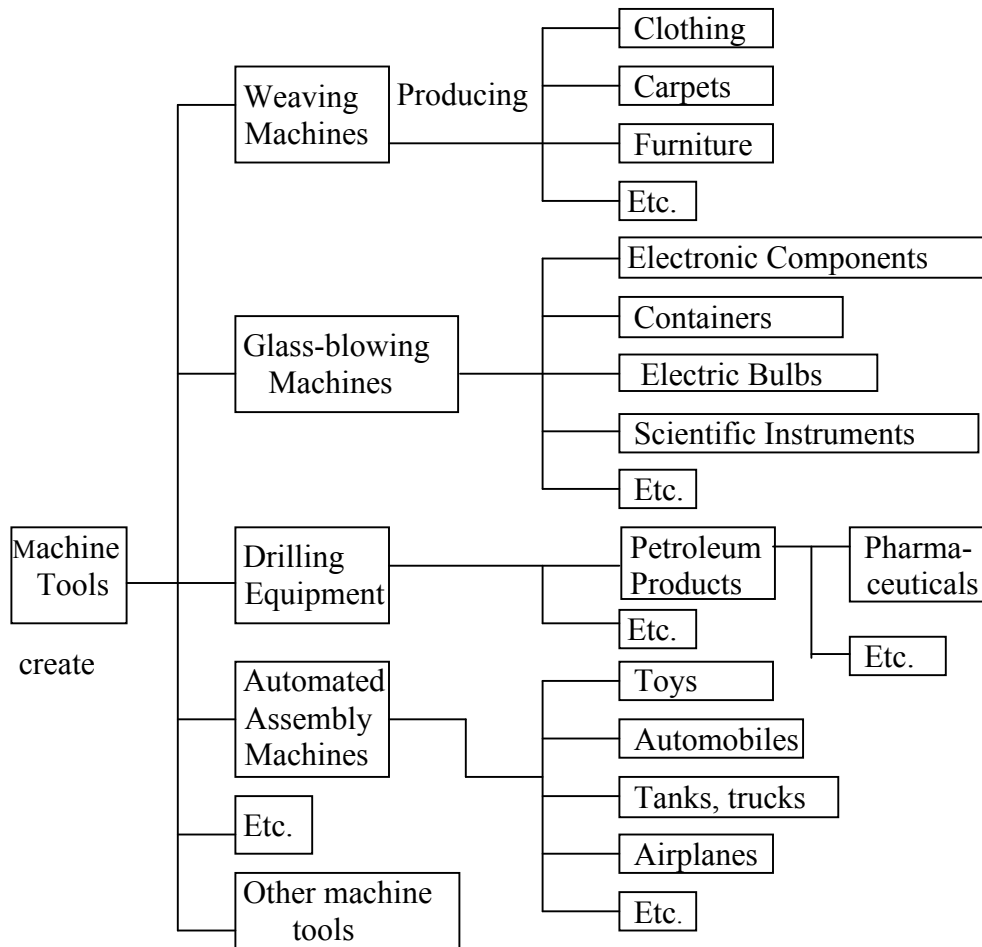 Machine
Tools
create
Weaving
Machines
Producing
Clothing
Carpets
Furniture
Etc.
Glass-blowing
Machines
Electronic Components
Containers
Electric Bulbs
Scientific Instruments
Etc.
Drilling
Equipment
Petroleum
Products
Pharma-
ceuticals
Etc.
Etc.
Automated
Assembly
Machines
Toys
Automobiles
Tanks, trucks
Airplanes
Etc.
Etc.
Other machine
tools